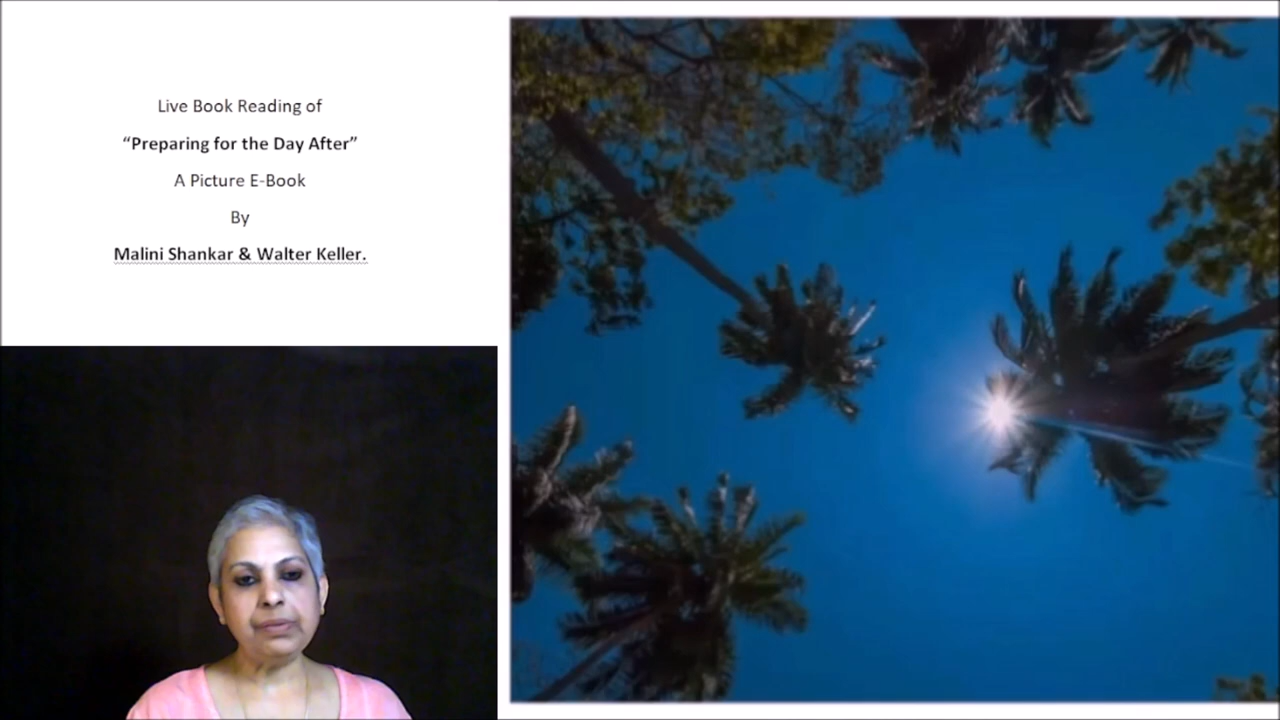 Live Book Reading of
“Preparing for the Day After”
A Picture E-Book
By
Malini Shankar & Walter Keller.